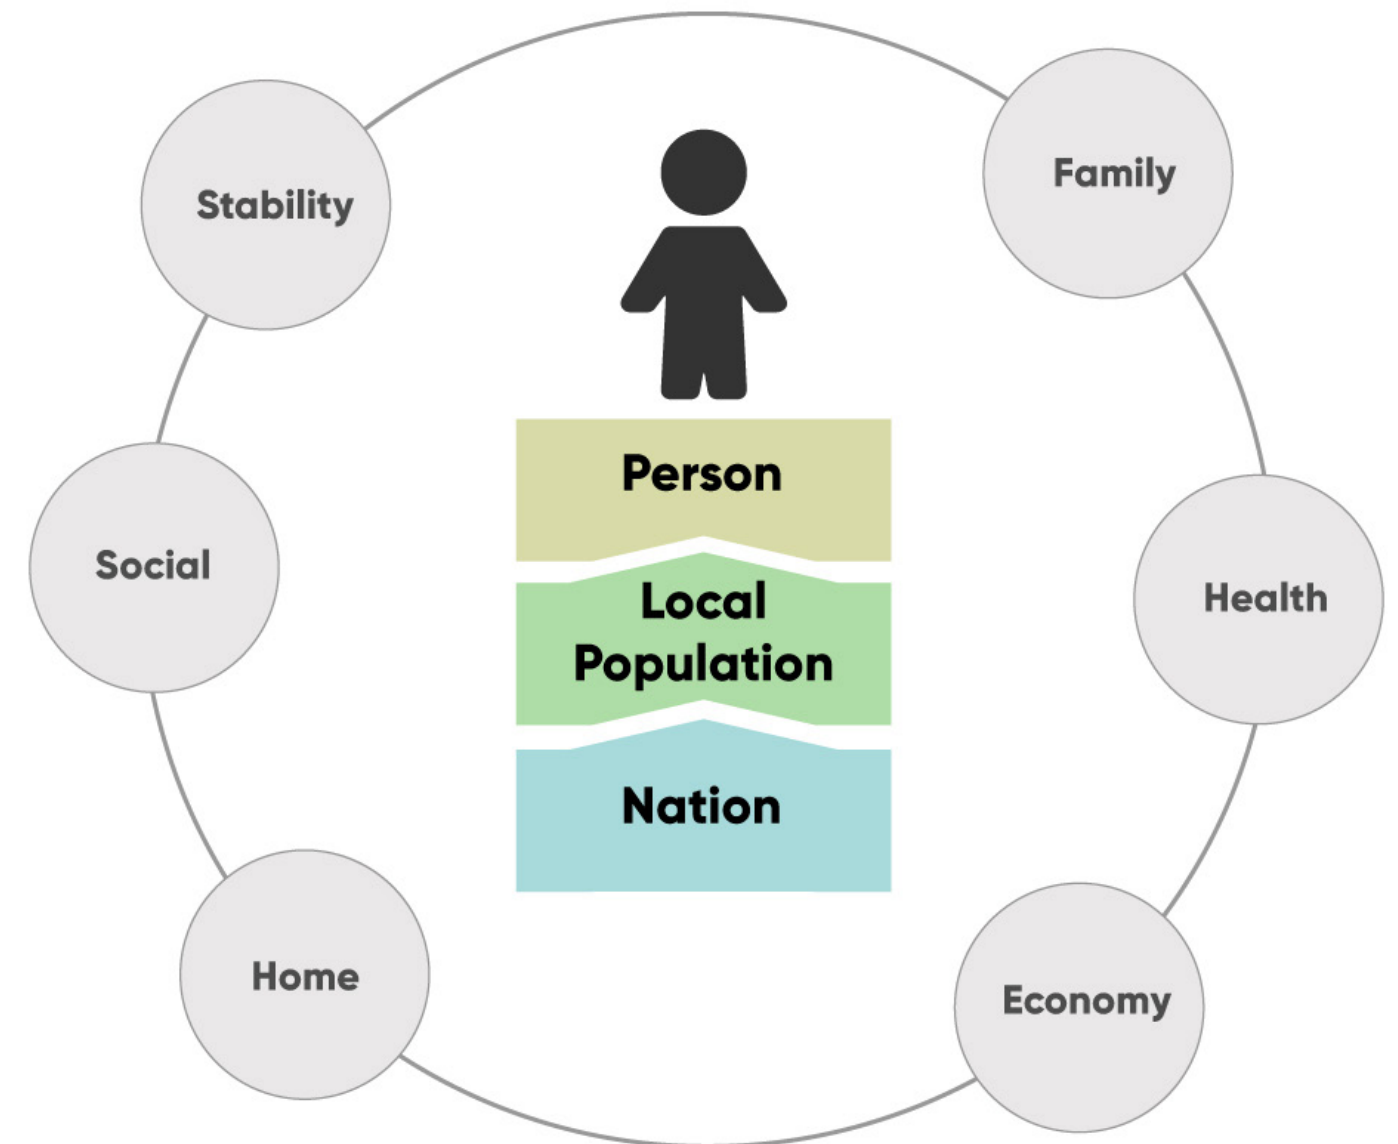 Stability
Family
Person
Social
Health
Local
Population
Nation
Home
Economy